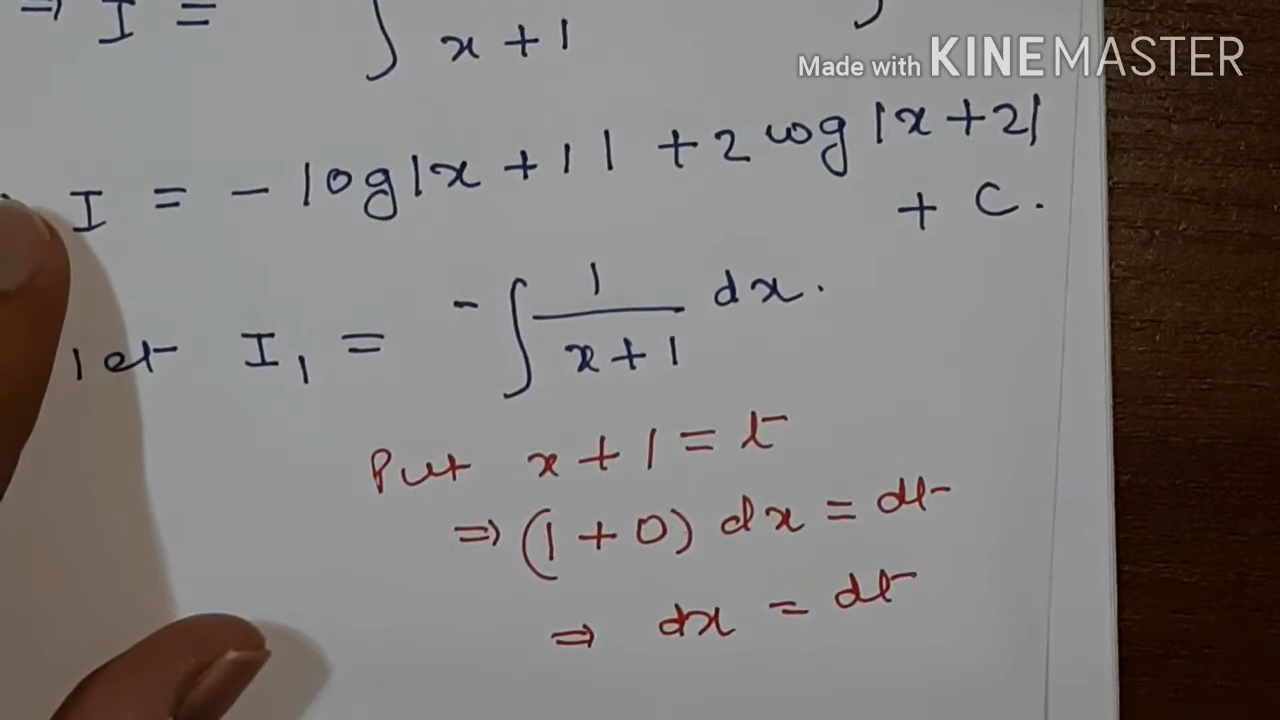 ⇒ I = ∫ x + 1 ∫
Made with KINEMASTER
I = - log|x + 1| + 2 log|x + 2|
+ C.
let I₁ = - ∫ 1/(x + 1) dx.
Put x + 1 = t
⇒ (1 + 0) dx = dt
⇒ dx = dt